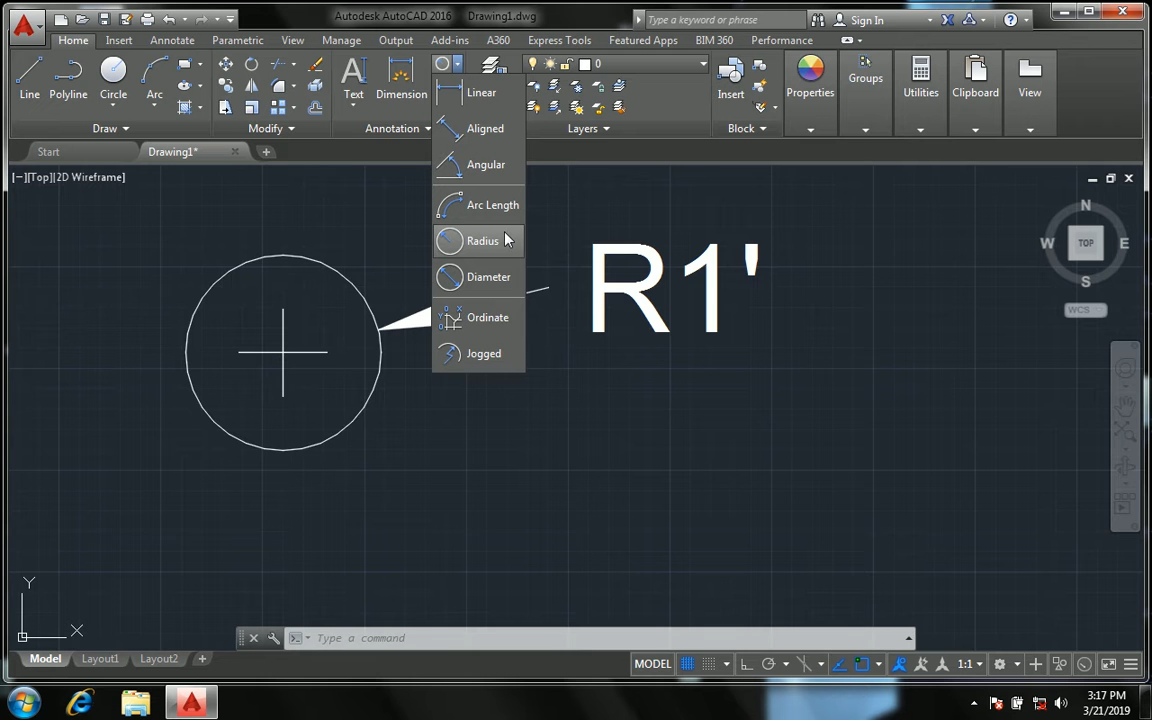 Autodesk AutoCAD 2016 Drawing1.dwg
Type a keyword or phrase
Sign In
Home Insert Annotate Parametric View Manage Output Add-ins A360 Express Tools Featured Apps BIM 360 Performance
0
Line Polyline Circle Arc
Text Dimension
Insert
Properties Groups Utilities Clipboard View
Draw Modify Annotation Layers Block
Linear
Aligned
Angular
Arc Length
Radius
Diameter
Ordinate
Jogged
Start Drawing1*
[−][Top][2D Wireframe]
R1'
N
W TOP E
S
WCS
Y
X
Type a command
Model Layout1 Layout2
MODEL 1:1
3:17 PM
3/21/2019